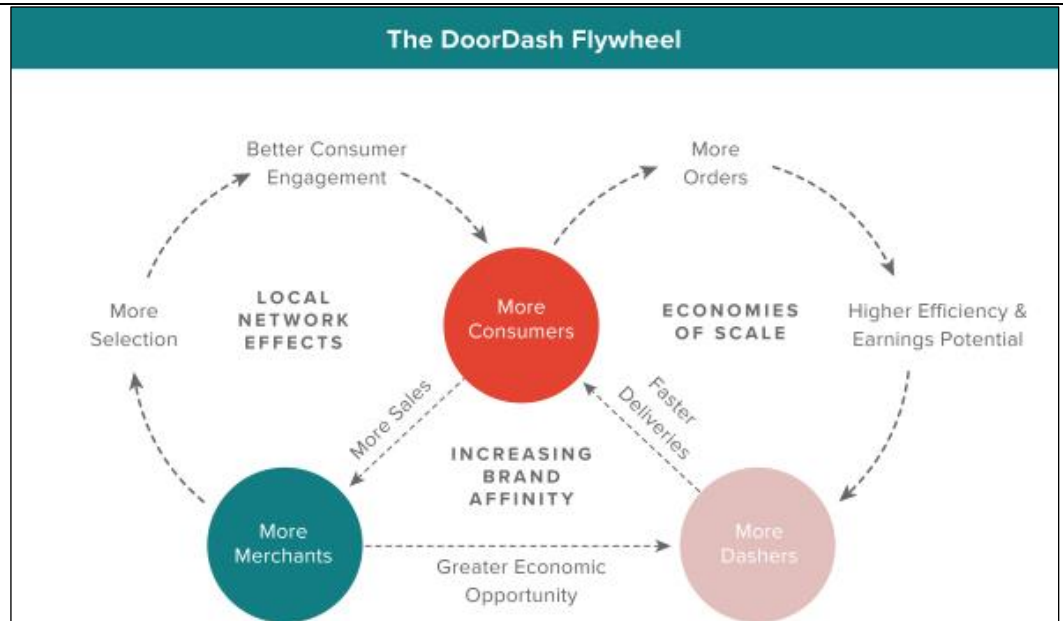 The DoorDash Flywheel
Better Consumer
Engagement
More
Orders
More
Selection
LOCAL
NETWORK
EFFECTS
More
Consumers
ECONOMIES
OF SCALE
Higher Efficiency &
Earnings Potential
More Sales
Faster
Deliveries
INCREASING
BRAND
AFFINITY
More
Merchants
Greater Economic
Opportunity
More
Dashers